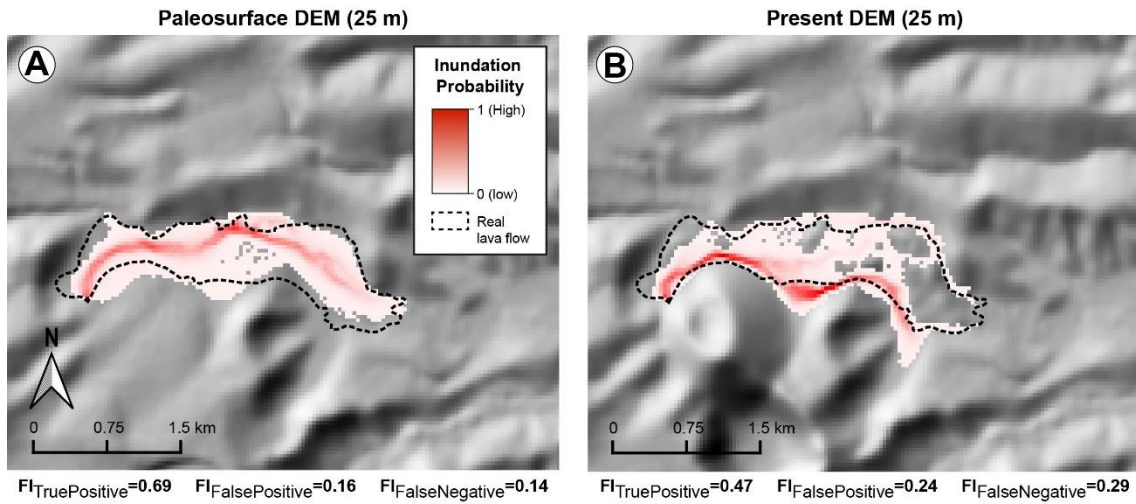 Paleosurface DEM (25 m)
A
Inundation
Probability
1 (High)
0 (low)
Real
lava flow
N
0 0.75 1.5 km
FITruePositive=0.69 FIFalsePositive=0.16 FIFalseNegative=0.14
Present DEM (25 m)
B
0 0.75 1.5 km
FITruePositive=0.47 FIFalsePositive=0.24 FIFalseNegative=0.29